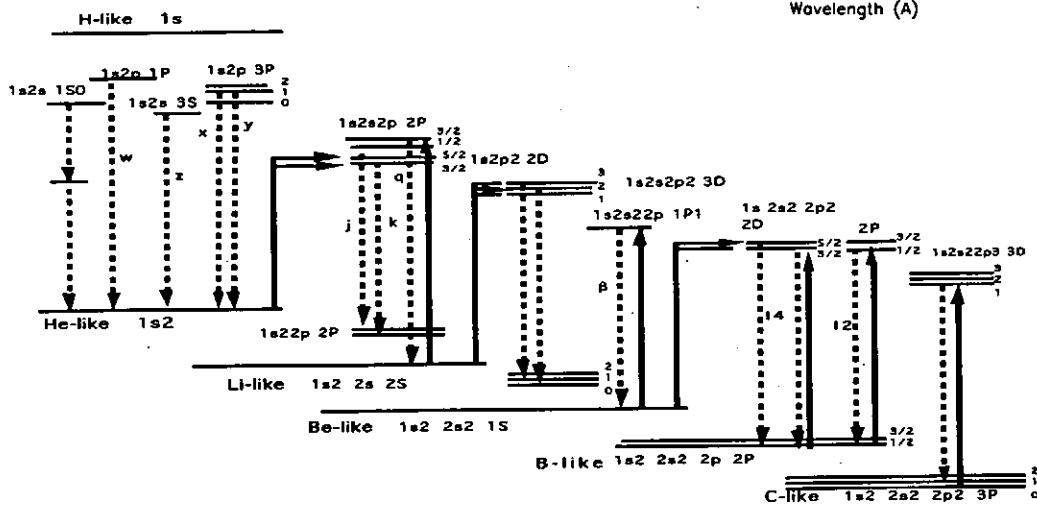 Wavelength (A)
H-like 1s
1s2p 1P
1s2p 3P
2
1
0
1s2s 1S0
1s2s 3S
x
y
w
z
1s2s2p 2P
3/2
1/2
5/2
3/2
1s2p2 2D
q
j
k
3
2
1
1s2s2p2 3D
1s2s22p 1P1
β
1s 2s2 2p2
2D
2P
5/2
3/2
3/2
1/2
1s2s22p3 3D
3
2
1
14
12
He-like 1s2
1s22p 2P
2
1
0
Li-like 1s2 2s 2S
Be-like 1s2 2s2 1S
3/2
1/2
B-like 1s2 2s2 2p 2P
2
1
0
C-like 1s2 2s2 2p2 3P